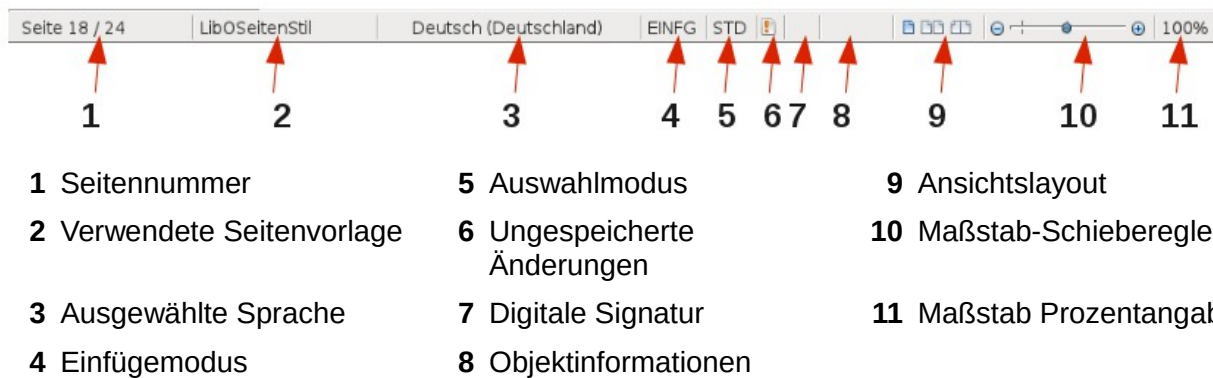 Seite 18 / 24 LibOSeitenStil Deutsch (Deutschland) EINFG STD 100%
1 2 3 4 5 6 7 8 9 10 11
1 Seitennummer
2 Verwendete Seitenvorlage
3 Ausgewählte Sprache
4 Einfügemodus
5 Auswahlmodus
6 Ungespeicherte
Änderungen
7 Digitale Signatur
8 Objektinformationen
9 Ansichtslayout
10 Maßstab-Schieberegle
11 Maßstab Prozentangab